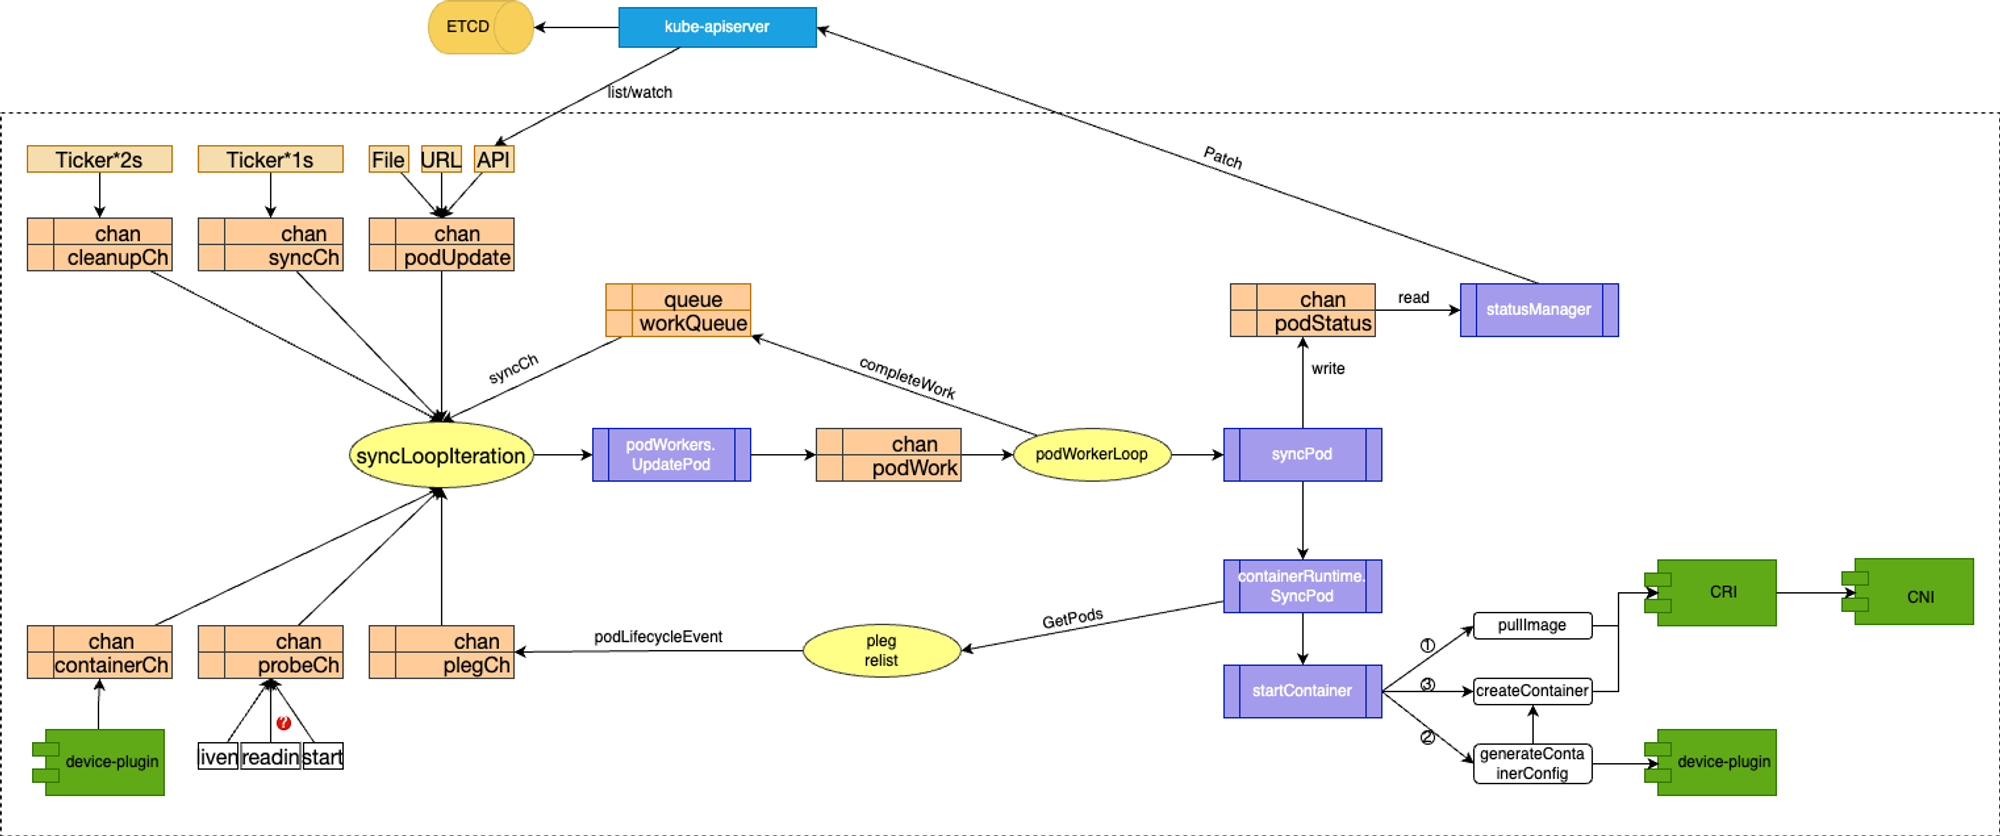 ETCD
kube-apiserver
list/watch
Patch
Ticker*2s
Ticker*1s
File
URL
API
chan
cleanupCh
chan
syncCh
chan
podUpdate
queue
workQueue
chan
podStatus
read
statusManager
syncCh
completeWork
write
syncLoopIteration
podWorkers.
UpdatePod
chan
podWork
podWorkerLoop
syncPod
containerRuntime.
SyncPod
GetPods
CRI
CNI
chan
containerCh
chan
probeCh
chan
plegCh
podLifecycleEvent
pleg
relist
pullImage
①
startContainer
③
createContainer
②
?
device-plugin
liven
readin
start
generateConta
inerConfig
device-plugin